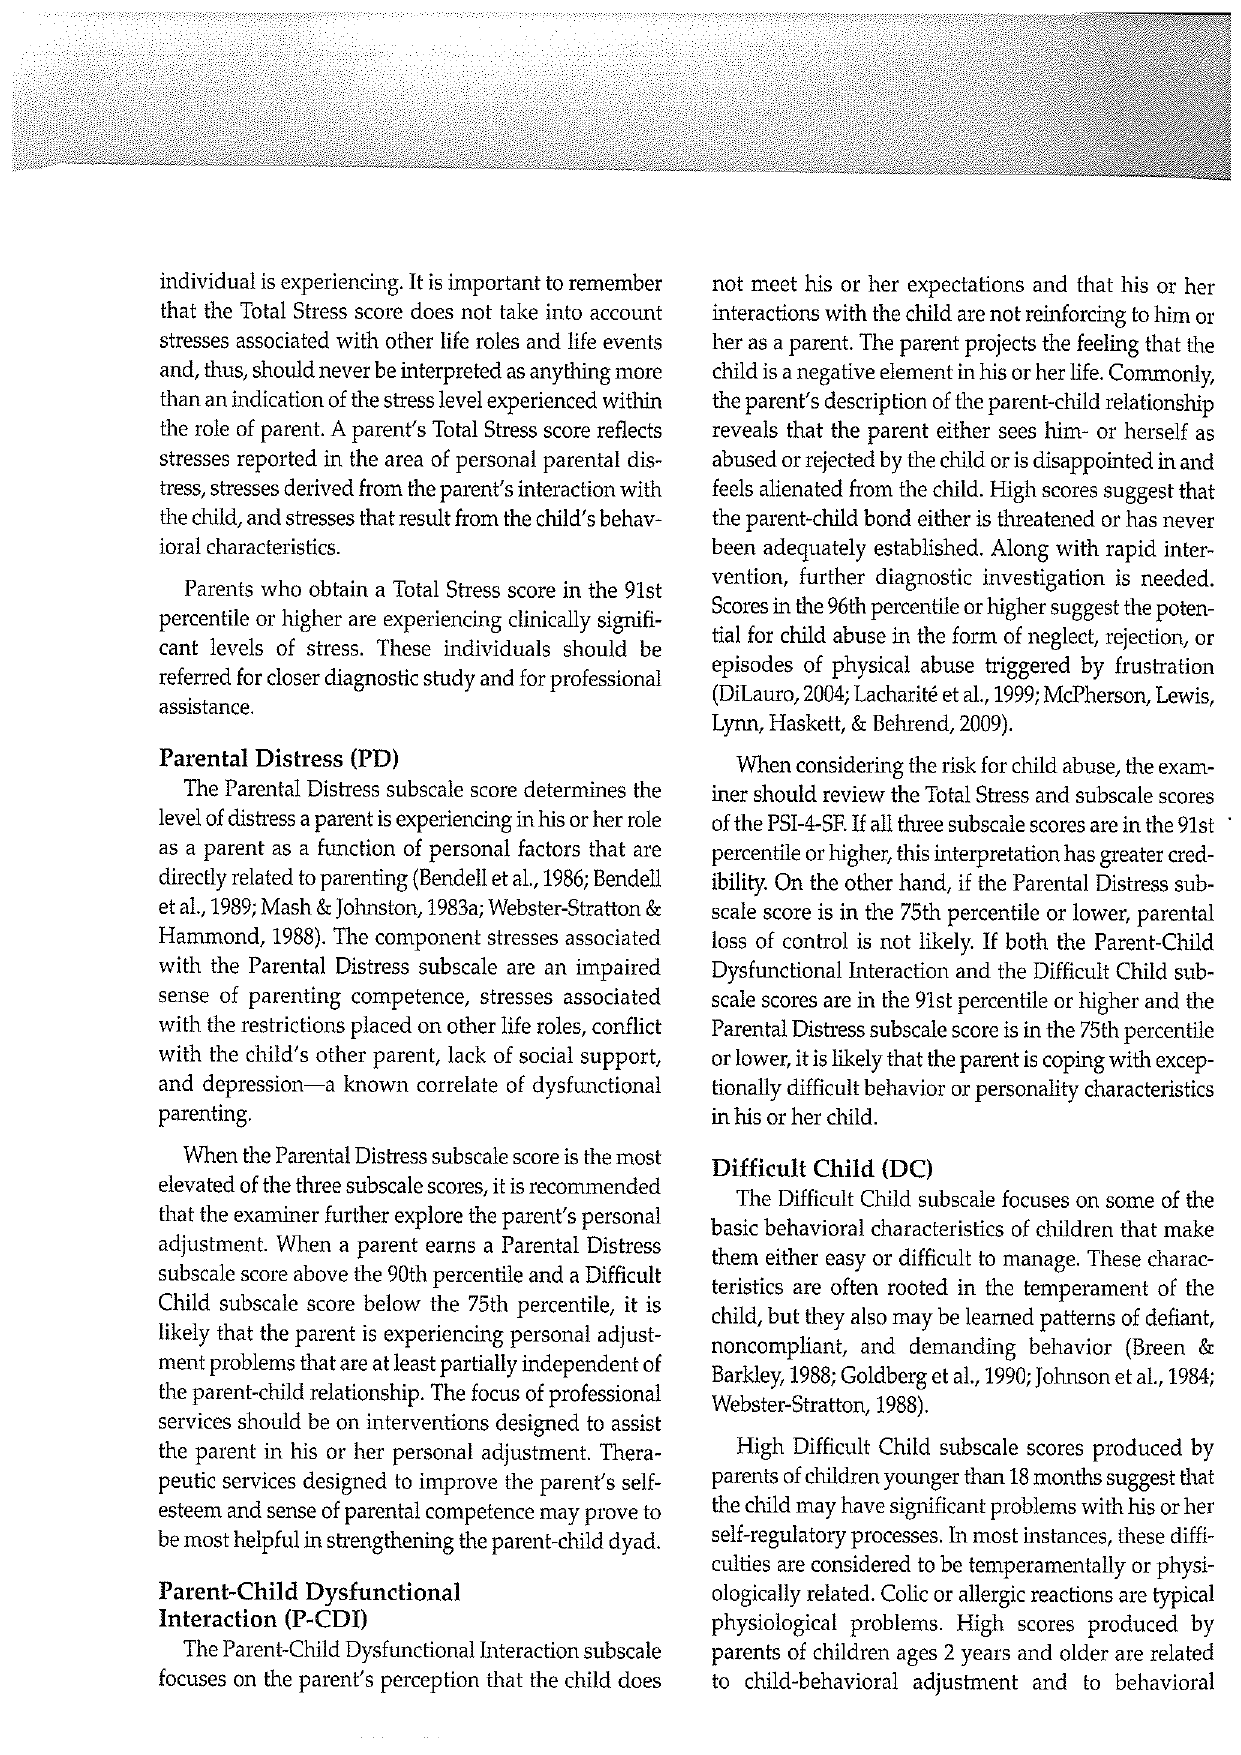 individual is experiencing. It is important to remember
that the Total Stress score does not take into account
stresses associated with other life roles and life events
and, thus, should never be interpreted as anything more
than an indication of the stress level experienced within
the role of parent. A parent's Total Stress score reflects
stresses reported in the area of personal parental dis-
tress, stresses derived from the parent's interaction with
the child, and stresses that result from the child's behav-
ioral characteristics.
Parents who obtain a Total Stress score in the 91st
percentile or higher are experiencing clinically signifi-
cant levels of stress. These individuals should be
referred for closer diagnostic study and for professional
assistance.
Parental Distress (PD)
The Parental Distress subscale score determines the
level of distress a parent is experiencing in his or her role
as a parent as a function of personal factors that are
directly related to parenting (Bendell et al., 1986; Bendell
et al., 1989; Mash & Johnston, 1983a; Webster-Stratton &
Hammond, 1988). The component stresses associated
with the Parental Distress subscale are an impaired
sense of parenting competence, stresses associated
with the restrictions placed on other life roles, conflict
with the child's other parent, lack of social support,
and depression—a known correlate of dysfunctional
parenting.
When the Parental Distress subscale score is the most
elevated of the three subscale scores, it is recommended
that the examiner further explore the parent's personal
adjustment. When a parent earns a Parental Distress
subscale score above the 90th percentile and a Difficult
Child subscale score below the 75th percentile, it is
likely that the parent is experiencing personal adjust-
ment problems that are at least partially independent of
the parent-child relationship. The focus of professional
services should be on interventions designed to assist
the parent in his or her personal adjustment. Thera-
peutic services designed to improve the parent's self-
esteem and sense of parental competence may prove to
be most helpful in strengthening the parent-child dyad.
Parent-Child Dysfunctional
Interaction (P-CDI)
The Parent-Child Dysfunctional Interaction subscale
focuses on the parent's perception that the child does
not meet his or her expectations and that his or her
interactions with the child are not reinforcing to him or
her as a parent. The parent projects the feeling that the
child is a negative element in his or her life. Commonly,
the parent's description of the parent-child relationship
reveals that the parent either sees him- or herself as
abused or rejected by the child or is disappointed in and
feels alienated from the child. High scores suggest that
the parent-child bond either is threatened or has never
been adequately established. Along with rapid inter-
vention, further diagnostic investigation is needed.
Scores in the 96th percentile or higher suggest the poten-
tial for child abuse in the form of neglect, rejection, or
episodes of physical abuse triggered by frustration
(DiLauro, 2004; Lacharité et al., 1999; McPherson, Lewis,
Lynn, Haskett, & Behrend, 2009).
When considering the risk for child abuse, the exam-
iner should review the Total Stress and subscale scores
of the PSI-4-SF. If all three subscale scores are in the 91st
percentile or higher, this interpretation has greater cred-
ibility. On the other hand, if the Parental Distress sub-
scale score is in the 75th percentile or lower, parental
loss of control is not likely. If both the Parent-Child
Dysfunctional Interaction and the Difficult Child sub-
scale scores are in the 91st percentile or higher and the
Parental Distress subscale score is in the 75th percentile
or lower, it is likely that the parent is coping with excep-
tionally difficult behavior or personality characteristics
in his or her child.
Difficult Child (DC)
The Difficult Child subscale focuses on some of the
basic behavioral characteristics of children that make
them either easy or difficult to manage. These charac-
teristics are often rooted in the temperament of the
child, but they also may be learned patterns of defiant,
noncompliant, and demanding behavior (Breen &
Barkley, 1988; Goldberg et al., 1990; Johnson et al., 1984;
Webster-Stratton, 1988).
High Difficult Child subscale scores produced by
parents of children younger than 18 months suggest that
the child may have significant problems with his or her
self-regulatory processes. In most instances, these diffi-
culties are considered to be temperamentally or physi-
ologically related. Colic or allergic reactions are typical
physiological problems. High scores produced by
parents of children ages 2 years and older are related
to child-behavioral adjustment and to behavioral